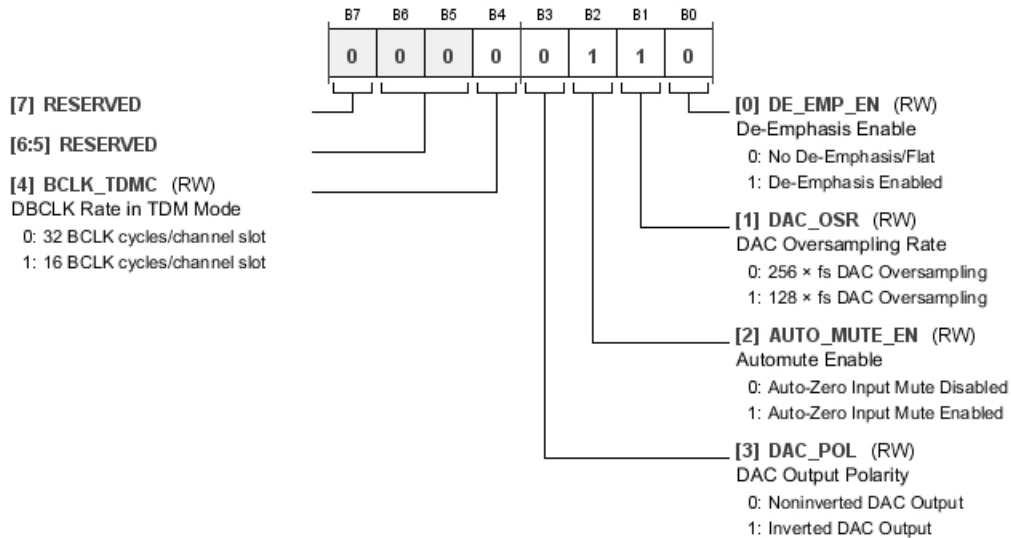 B7 B6 B5 B4 B3 B2 B1 B0
0 0 0 0 0 1 1 0
[7] RESERVED
[6:5] RESERVED
[4] BCLK_TDMC (RW)
DBCLK Rate in TDM Mode
0: 32 BCLK cycles/channel slot
1: 16 BCLK cycles/channel slot
[0] DE_EMP_EN (RW)
De-Emphasis Enable
0: No De-Emphasis/Flat
1: De-Emphasis Enabled
[1] DAC_OSR (RW)
DAC Oversampling Rate
0: 256 × fs DAC Oversampling
1: 128 × fs DAC Oversampling
[2] AUTO_MUTE_EN (RW)
Automute Enable
0: Auto-Zero Input Mute Disabled
1: Auto-Zero Input Mute Enabled
[3] DAC_POL (RW)
DAC Output Polarity
0: Noninverted DAC Output
1: Inverted DAC Output